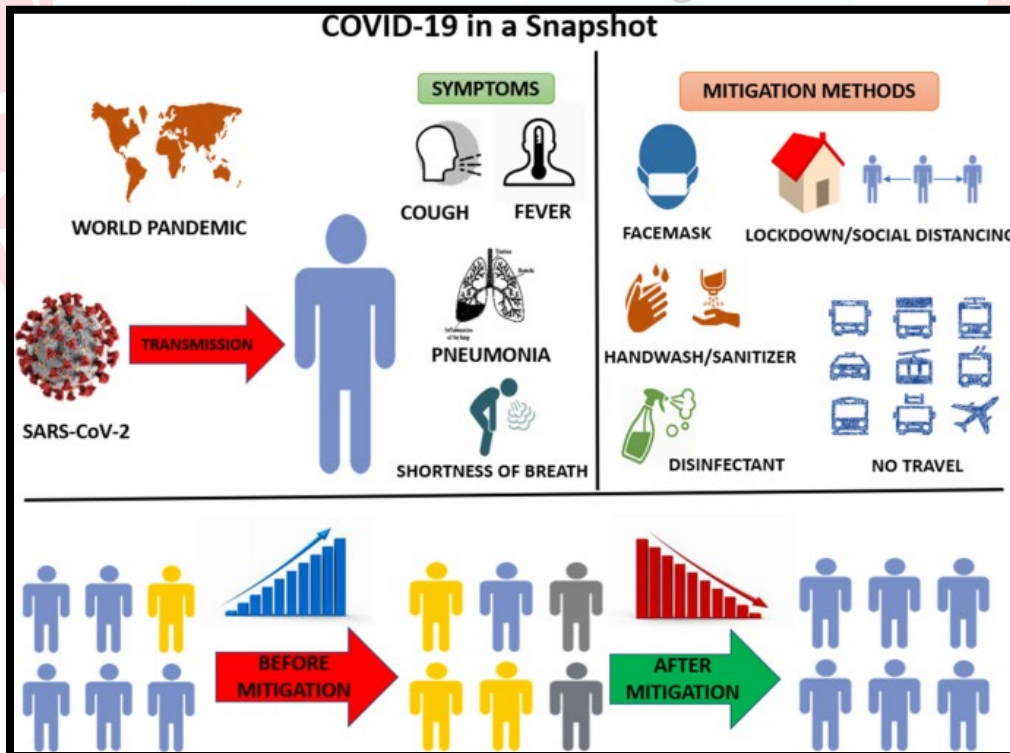 COVID-19 in a Snapshot
WORLD PANDEMIC
SARS-CoV-2
TRANSMISSION
SYMPTOMS
COUGH
FEVER
PNEUMONIA
SHORTNESS OF BREATH
MITIGATION METHODS
FACEMASK
LOCKDOWN/SOCIAL DISTANCING
HANDWASH/SANITIZER
DISINFECTANT
NO TRAVEL
BEFORE
MITIGATION
AFTER
MITIGATION